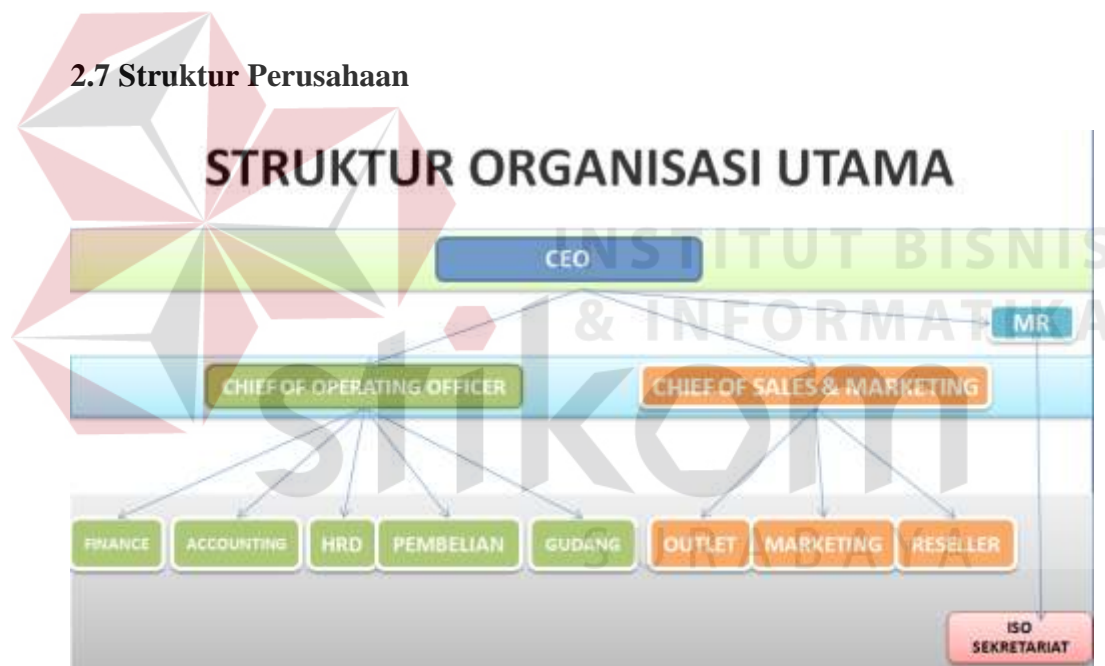 2.7 Struktur Perusahaan
STRUKTUR ORGANISASI UTAMA
CEO
INSTITUT BISNIS
& INFORMATIKA
MR
CHIEF OF OPERATING OFFICER
CHIEF OF SALES & MARKETING
stikom
FINANCE
ACCOUNTING
HRD
PEMBELIAN
GUDANG
OUTLET
MARKETING
RESELLER
SURABAYA
ISO
SEKRETARIAT